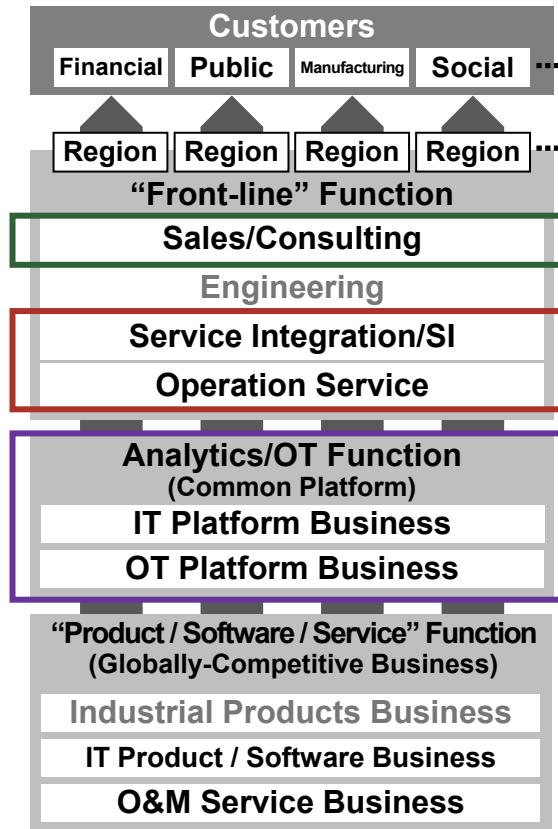 Customers
Financial Public Manufacturing Social ...
Region Region Region Region ...
“Front-line” Function
Sales/Consulting
Engineering
Service Integration/SI
Operation Service
Analytics/OT Function
(Common Platform)
IT Platform Business
OT Platform Business
“Product / Software / Service” Function
(Globally-Competitive Business)
Industrial Products Business
IT Product / Software Business
O&M Service Business